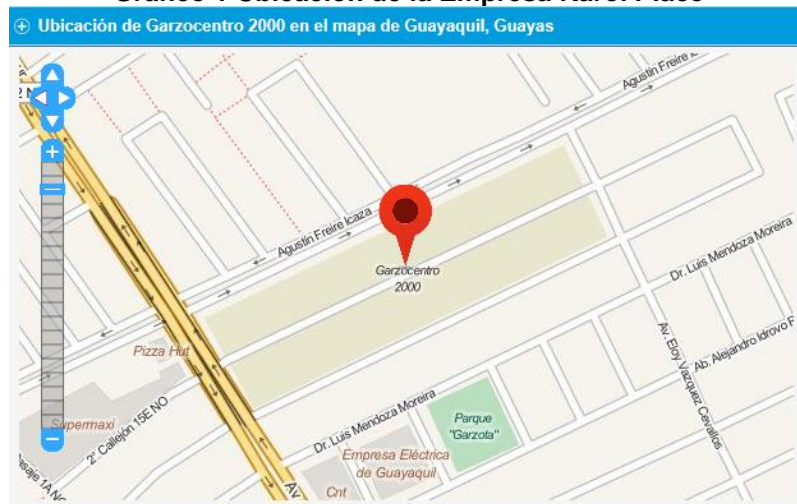 Ubicación de Garzocentro 2000 en el mapa de Guayaquil, Guayas
Agustin Freire Icaza
Agustin Freire Icaza
Garzocentro
2000
Dr. Luis Mendoza Moreira
Pizza Hut
Av. Eloy Vazquez Cevallos
Ab. Alejandro Idrovo
Supermaxi
2° Callejón 15E NO
Dr. Luis Mendoza Moreira
Parque
"Garzota"
Empresa Eléctrica
de Guayaquil
Cnt